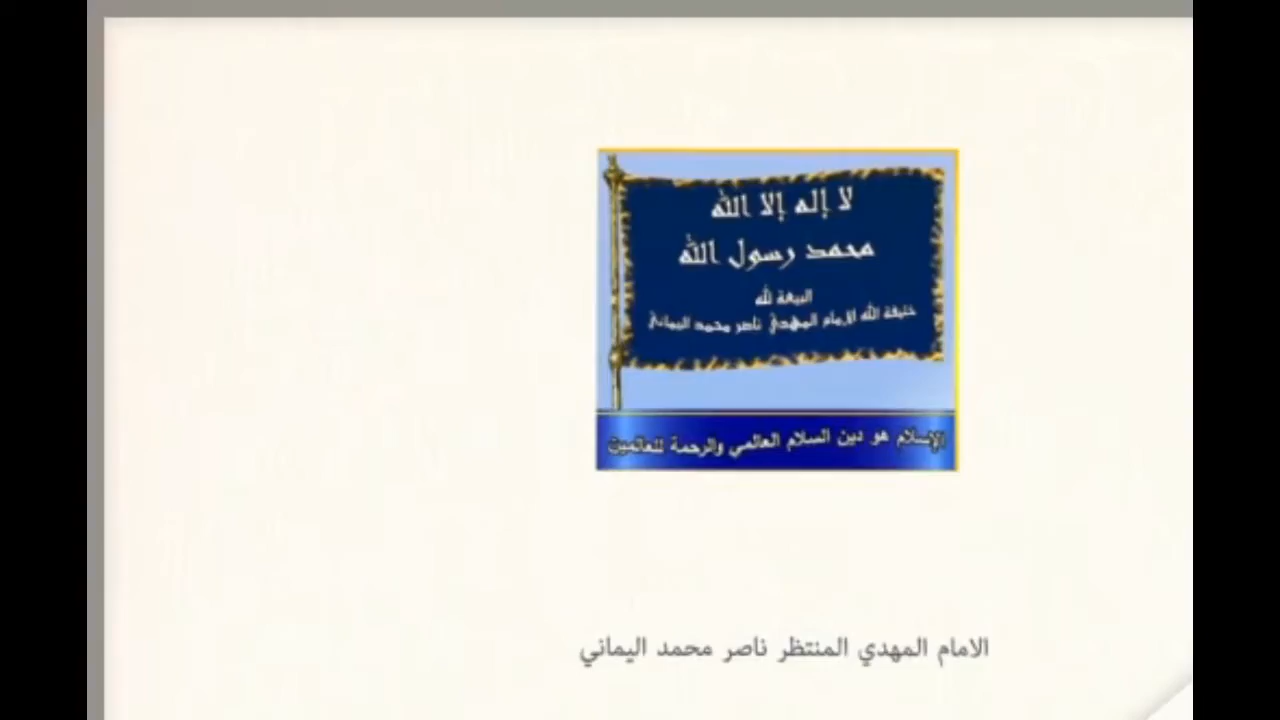 لا إله إلا الله
محمد رسول الله
البيعة لله
خليفة الله الإمام المهدي ناصر محمد اليماني
الإسلام هو دين السلام العالمي والرحمة للعالمين
الامام المهدي المنتظر ناصر محمد اليماني